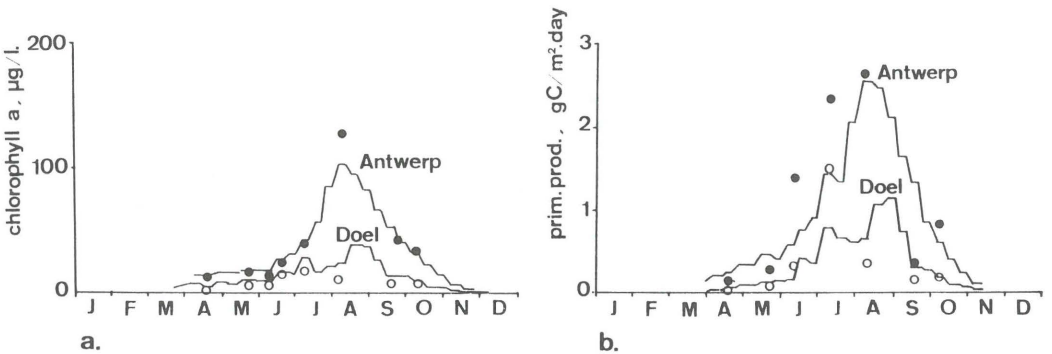 chlorophyll a, µg/l.
200
100
0
Antwerp
Doel
J F M A M J J A S O N D
a.
prim.prod., gC/m².day
3
2
1
0
Antwerp
Doel
J F M A M J J A S O N D
b.